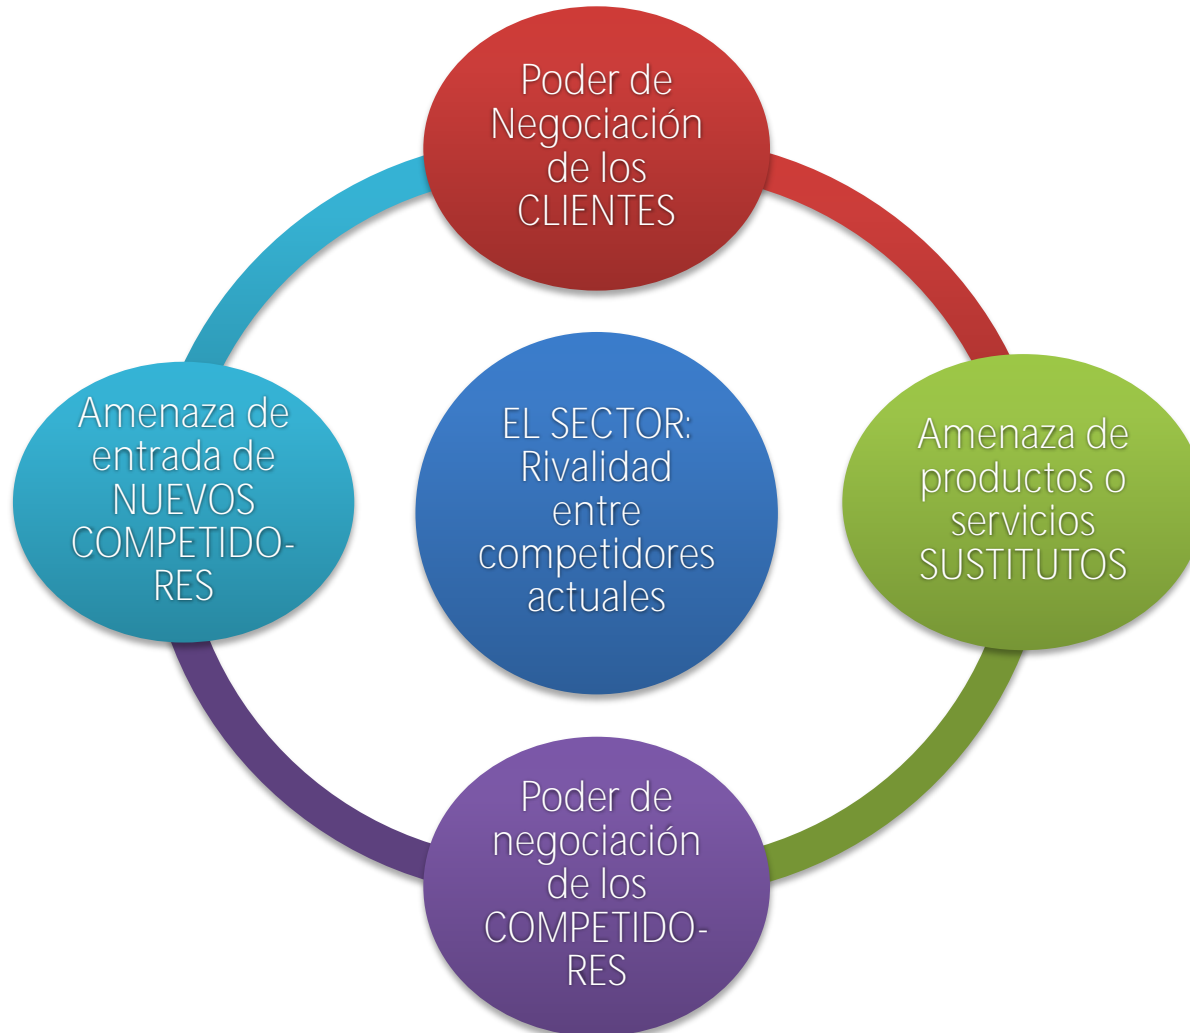 Poder de
Negociación
de los
CLIENTES
Amenaza de
entrada de
NUEVOS
COMPETIDO-
RES
EL SECTOR:
Rivalidad
entre
competidores
actuales
Amenaza de
productos o
servicios
SUSTITUTOS
Poder de
negociación
de los
COMPETIDO-
RES